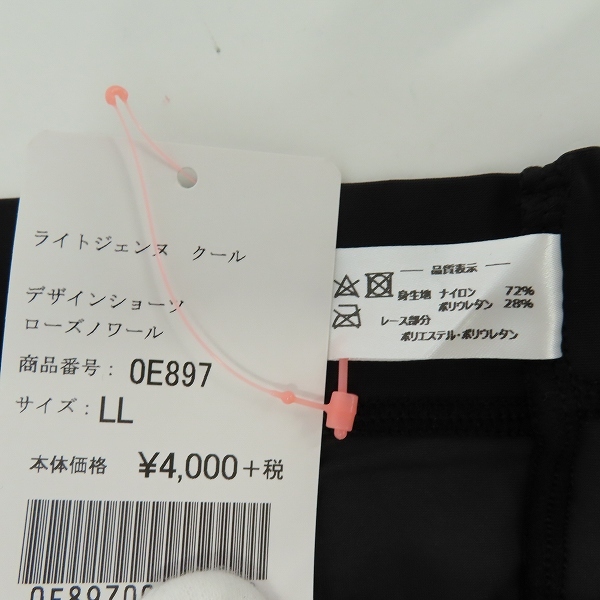 ライトジェンヌ クール
デザインショーツ
ローズノワール
商品番号： 0E897
サイズ： LL
本体価格 ¥4,000＋税
品質表示
身生地 ナイロン 72%
ポリウレタン 28%
レース部分
ポリエステル・ポリウレタン